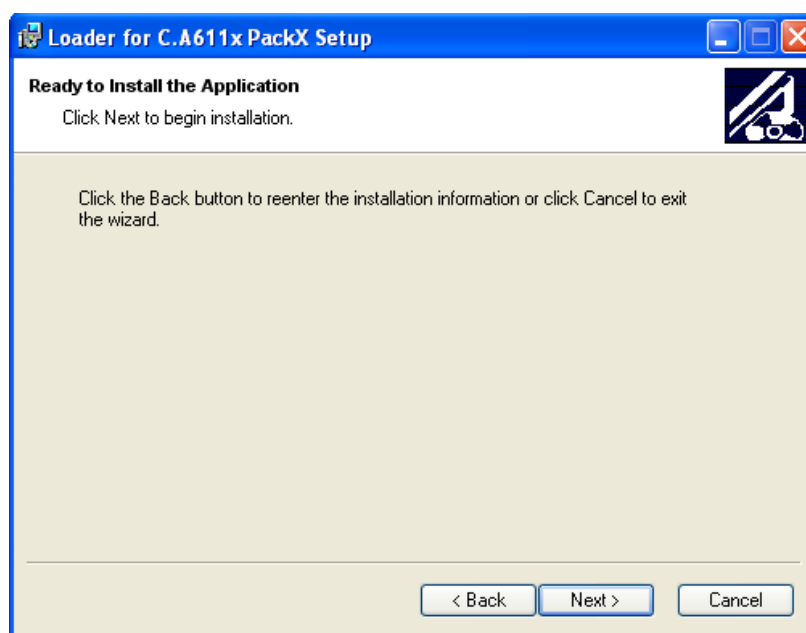 Loader for C.A611x PackX Setup
Ready to Install the Application
Click Next to begin installation.
Click the Back button to reenter the installation information or click Cancel to exit
the wizard.
< Back Next > Cancel